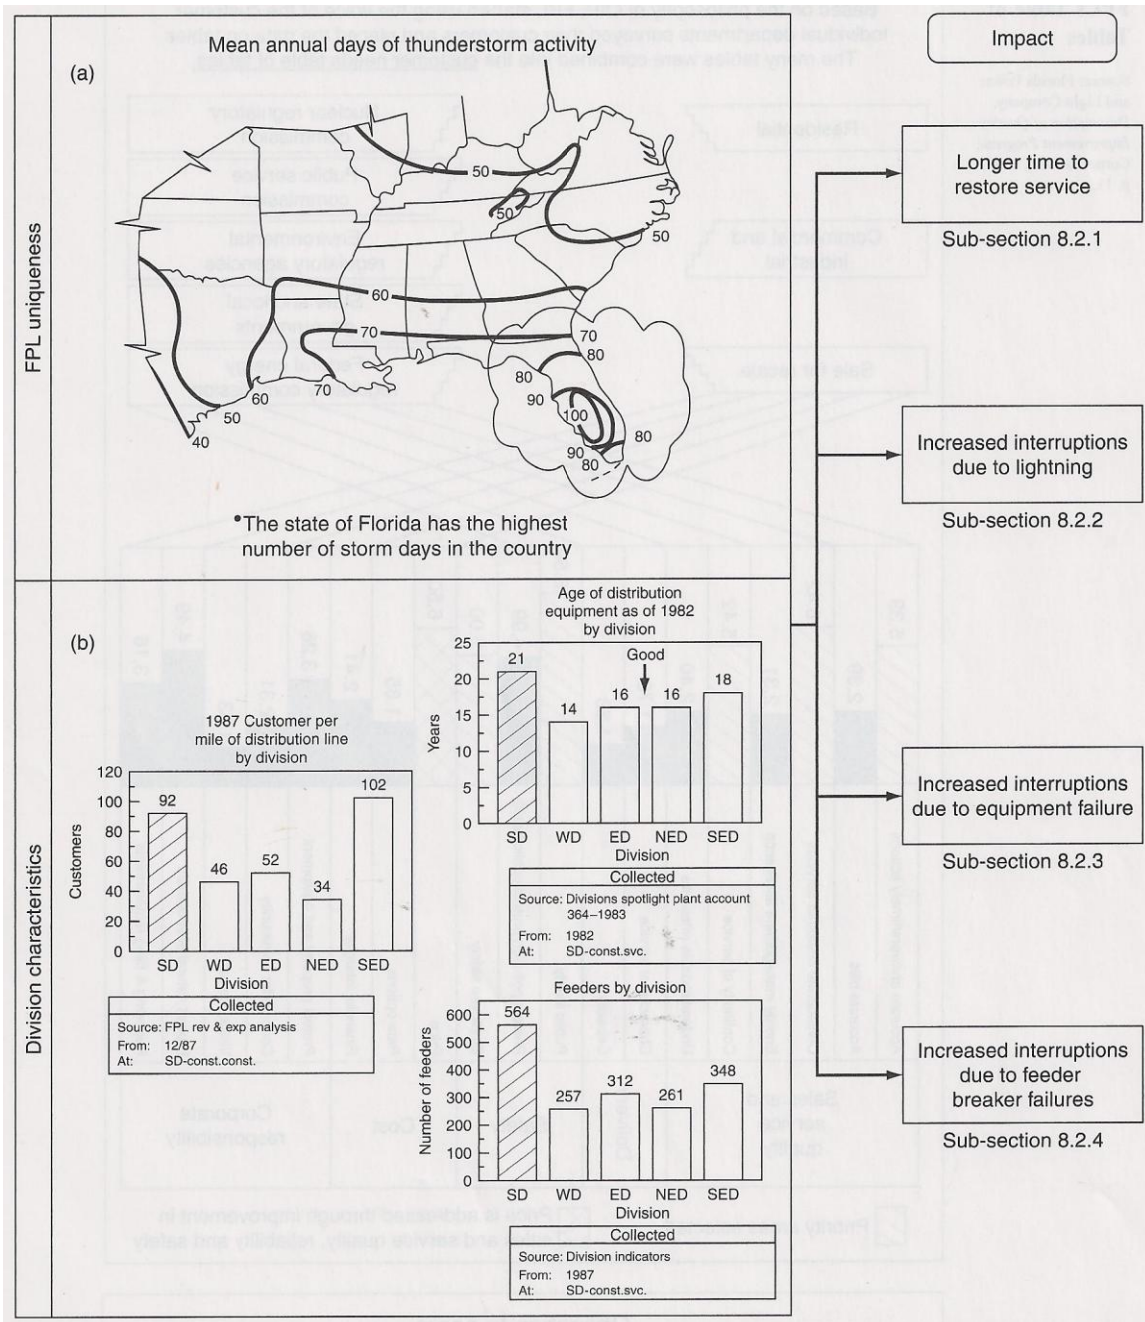 Mean annual days of thunderstorm activity
(a)
FPL uniqueness
50
50
50
60
70
70
80
80
90
100
80
90
80
60
70
50
40
•The state of Florida has the highest
number of storm days in the country
Impact
Longer time to
restore service
Sub-section 8.2.1
Increased interruptions
due to lightning
Sub-section 8.2.2
Increased interruptions
due to equipment failure
Sub-section 8.2.3
Increased interruptions
due to feeder
breaker failures
Sub-section 8.2.4
Division characteristics
(b)
1987 Customer per
mile of distribution line
by division
Customers
120
100
80
60
40
20
0
92
46
52
34
102
SD WD ED NED SED
Division
Collected
Source: FPL rev & exp analysis
From: 12/87
At: SD-const.const.
Age of distribution
equipment as of 1982
by division
Years
25
20
15
10
5
0
21
14
16
Good
16
18
SD WD ED NED SED
Division
Collected
Source: Divisions spotlight plant account
364–1983
From: 1982
At: SD-const.svc.
Feeders by division
Number of feeders
600
500
400
300
200
100
0
564
257
312
261
348
SD WD ED NED SED
Division
Collected
Source: Division indicators
From: 1987
At: SD-const.svc.